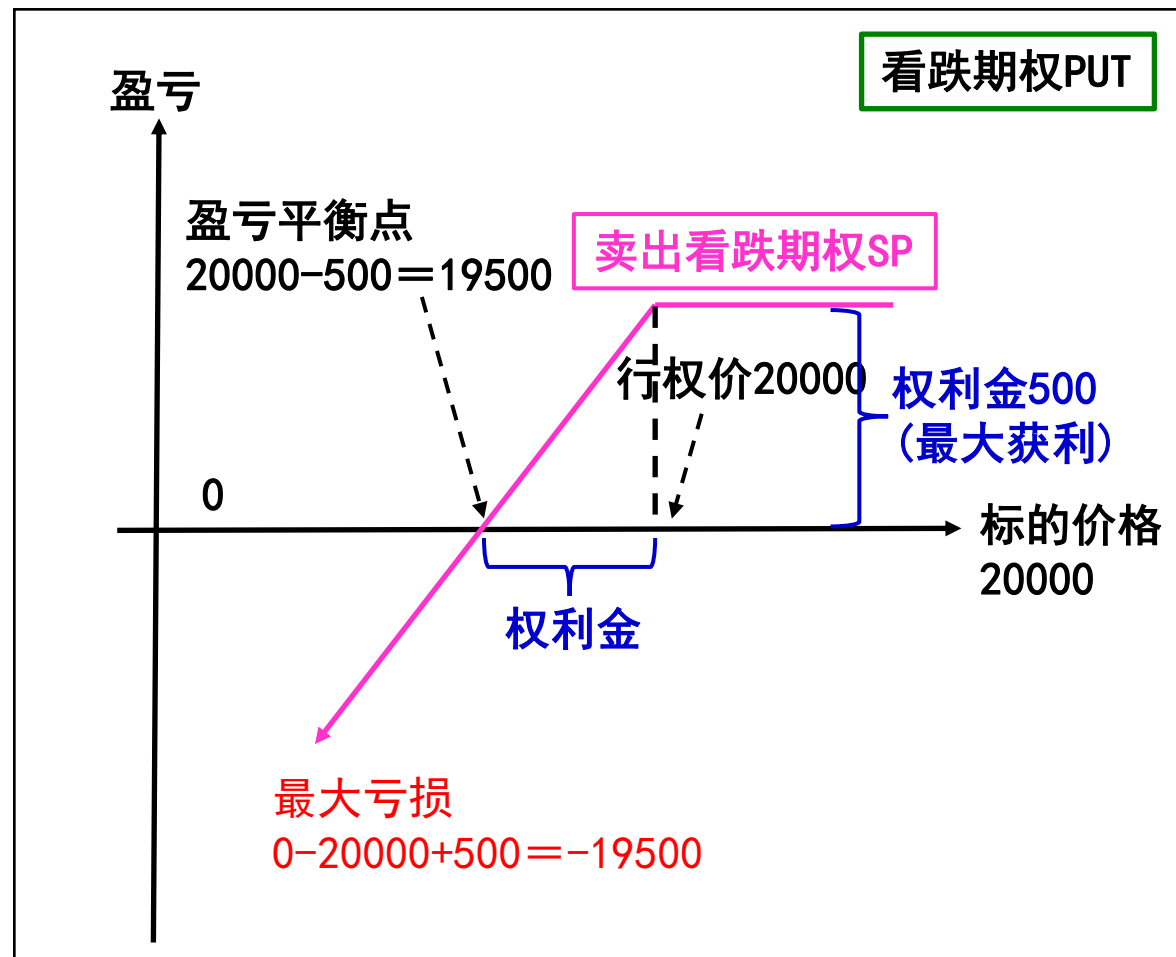 看跌期权PUT
盈亏
盈亏平衡点
20000-500=19500
卖出看跌期权SP
行权价20000
权利金500
(最大获利)
0
标的价格
20000
权利金
最大亏损
0-20000+500=-19500